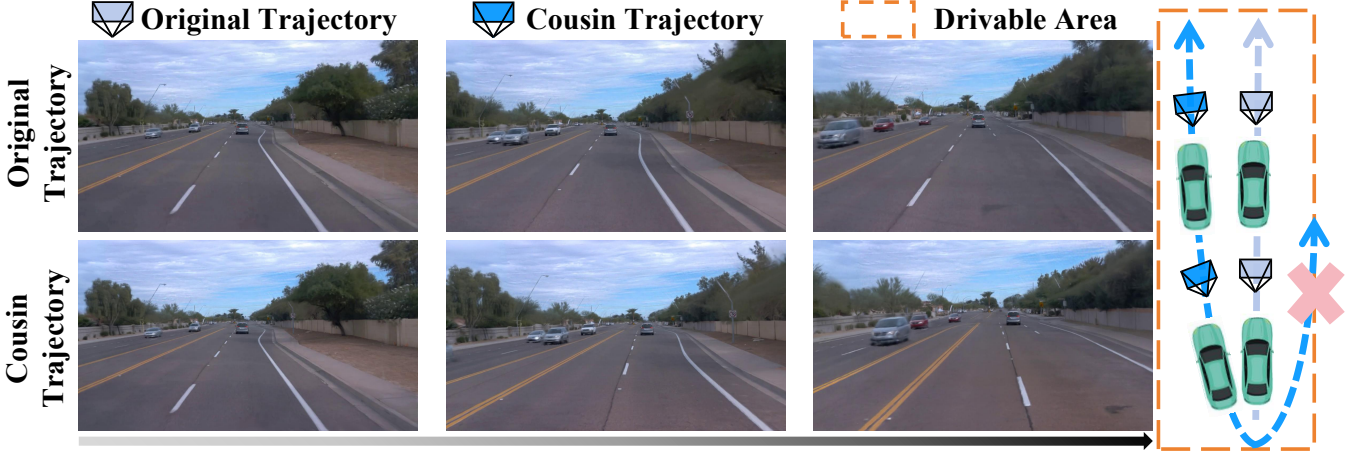 Original Trajectory
Cousin Trajectory
Drivable Area
Original
Trajectory
Cousin
Trajectory